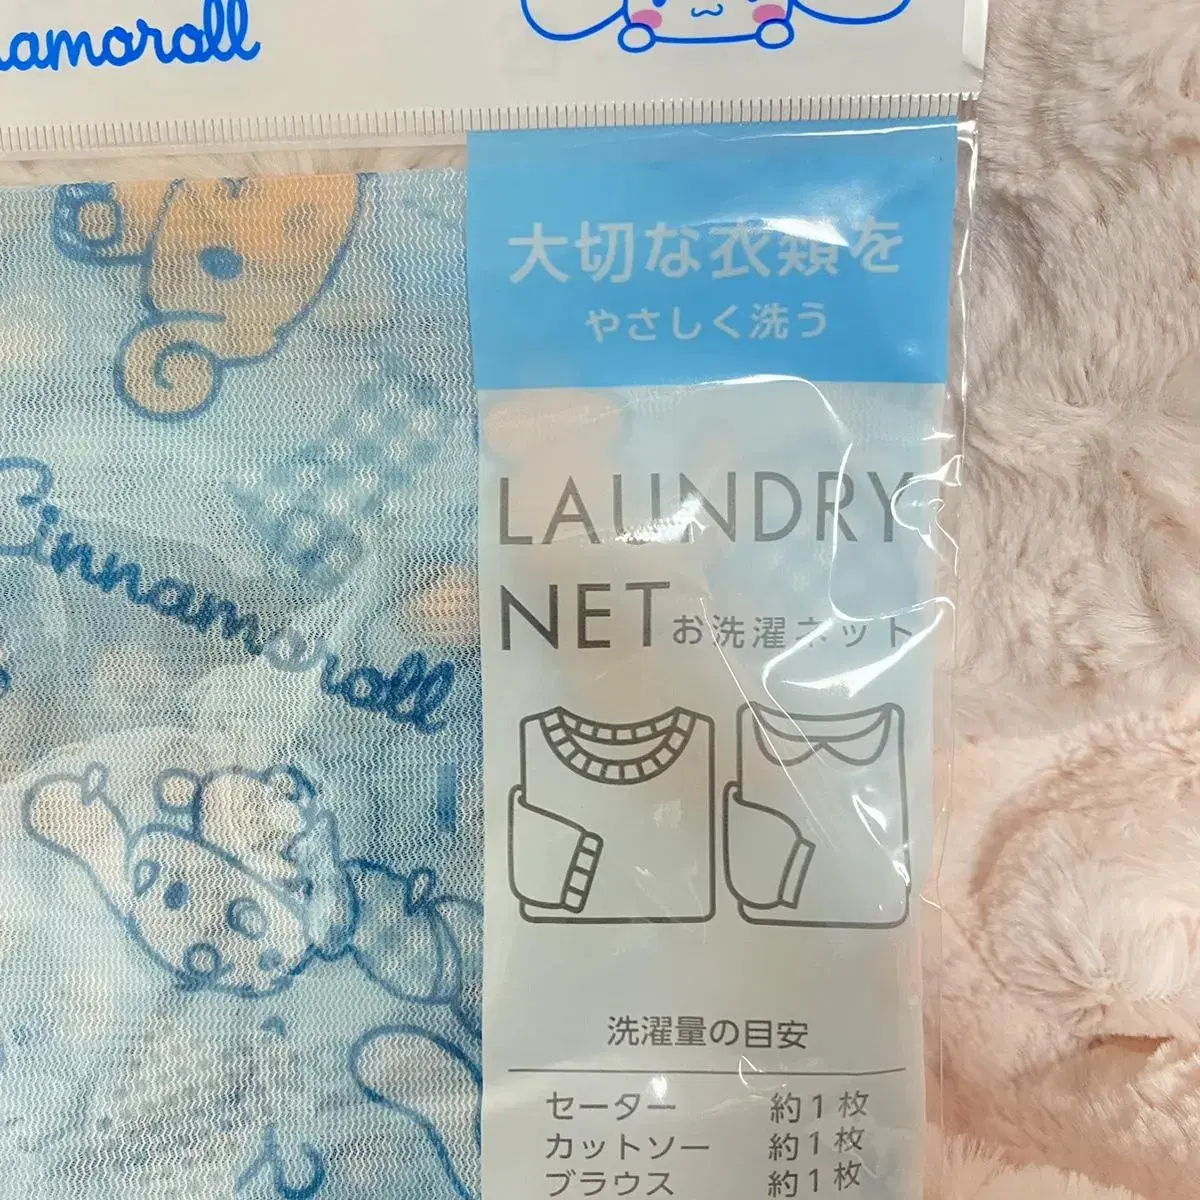 namoroll
大切な衣類を
やさしく洗う
Cinnamoroll
LAUNDRY
NET お洗濯ネット
洗濯量の目安
セーター 約1枚
カットソー 約1枚
ブラウス 約1枚